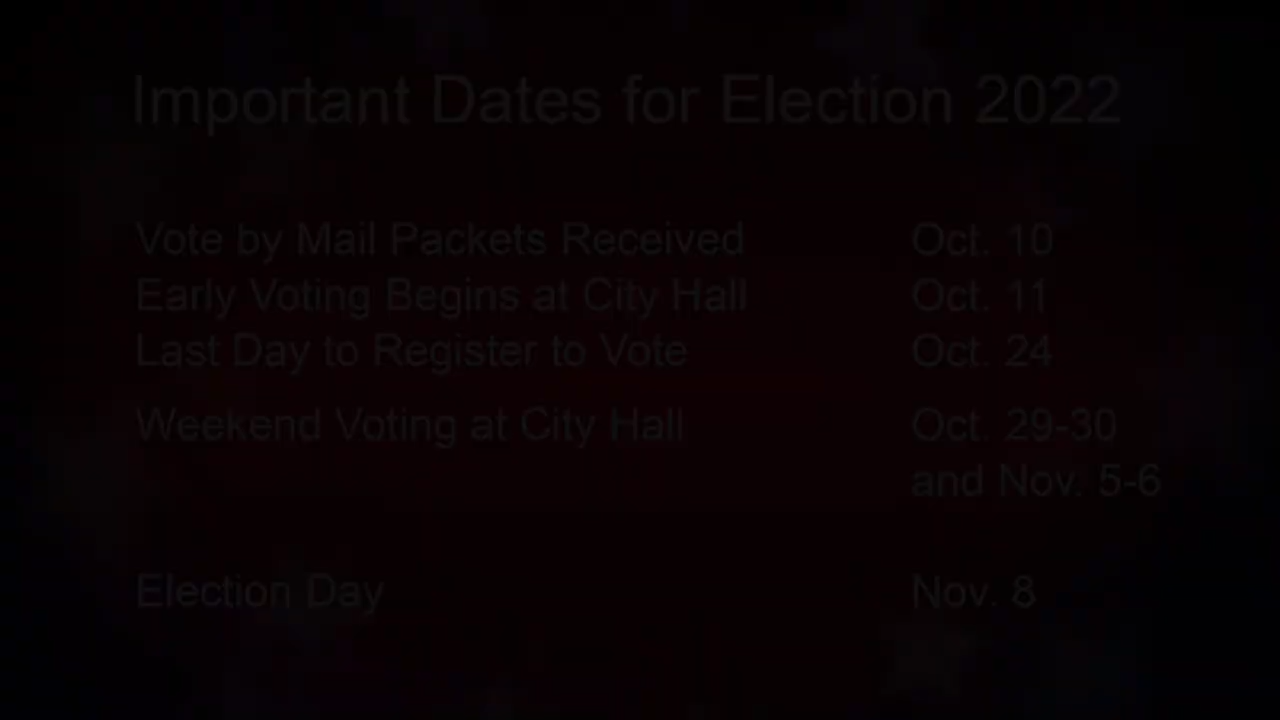 Important Dates for Election 2022
Vote by Mail Packets Received Oct. 10
Early Voting Begins at City Hall Oct. 11
Last Day to Register to Vote Oct. 24
Weekend Voting at City Hall Oct. 29-30
and Nov. 5-6
Election Day Nov. 8